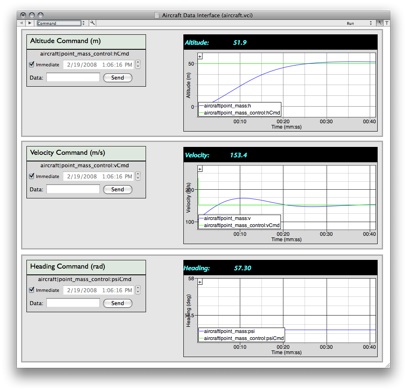 Aircraft Data Interface (aircraft.vci)
Command
Run
Altitude Command (m)
aircraft|point_mass_control:hCmd
Immediate 2/19/2008 1:06:16 PM
Data: Send
Altitude: 51.9
Altitude (m)
50
0
aircraft|point_mass:h
aircraft|point_mass_control:hCmd
00:10 00:20 00:30 00:40
Time (mm:ss)
Velocity Command (m/s)
aircraft|point_mass_control:vCmd
Immediate 2/19/2008 1:06:16 PM
Data: Send
Velocity: 153.4
Velocity (m/s)
200
100
aircraft|point_mass:v
aircraft|point_mass_control:vCmd
00:10 00:20 00:30 00:40
Time (mm:ss)
Heading Command (rad)
aircraft|point_mass_control:psiCmd
Immediate 2/19/2008 1:06:16 PM
Data: Send
Heading: 57.30
Heading (deg)
58
aircraft|point_mass:psi
aircraft|point_mass_control:psiCmd
00:10 00:20 00:30 00:40
Time (mm:ss)